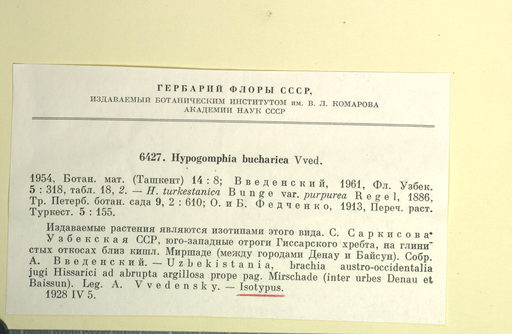 ГЕРБАРИЙ ФЛОРЫ СССР,
ИЗДАВАЕМЫЙ БОТАНИЧЕСКИМ ИНСТИТУТОМ им. В. Л. КОМАРОВА
АКАДЕМИИ НАУК СССР
6427. Hypogomphia bucharica Vved.
1954, Ботан. мат. (Ташкент) 14 : 8; Введенский, 1961, Фл. Узбек.
5 : 318, табл. 18, 2. — H. turkestanica Bunge var. purpurea Regel, 1886,
Тр. Петерб. ботан. сада 9, 2 : 610; О. и Б. Федченко, 1913, Переч. раст.
Туркест. 5 : 155.
Издаваемые растения являются изотипами этого вида. С. Саркисова
Узбекская ССР, юго-западные отроги Гиссарского хребта, на глини-
стых откосах близ кишл. Миршаде (между городами Денау и Байсун). Собр.
А. Введенский. — Uzbekistania, brachia austro-occidentalia
jugi Hissarici ad abrupta argillosa prope pag. Mirschade (inter urbes Denau et
Baissun). Leg. A. Vvedensky. — Isotypus.
1928 IV 5.